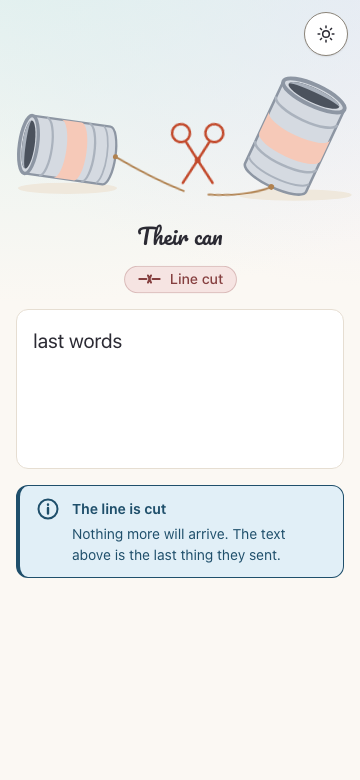 Their can
Line cut
last words
The line is cut
Nothing more will arrive. The text
above is the last thing they sent.